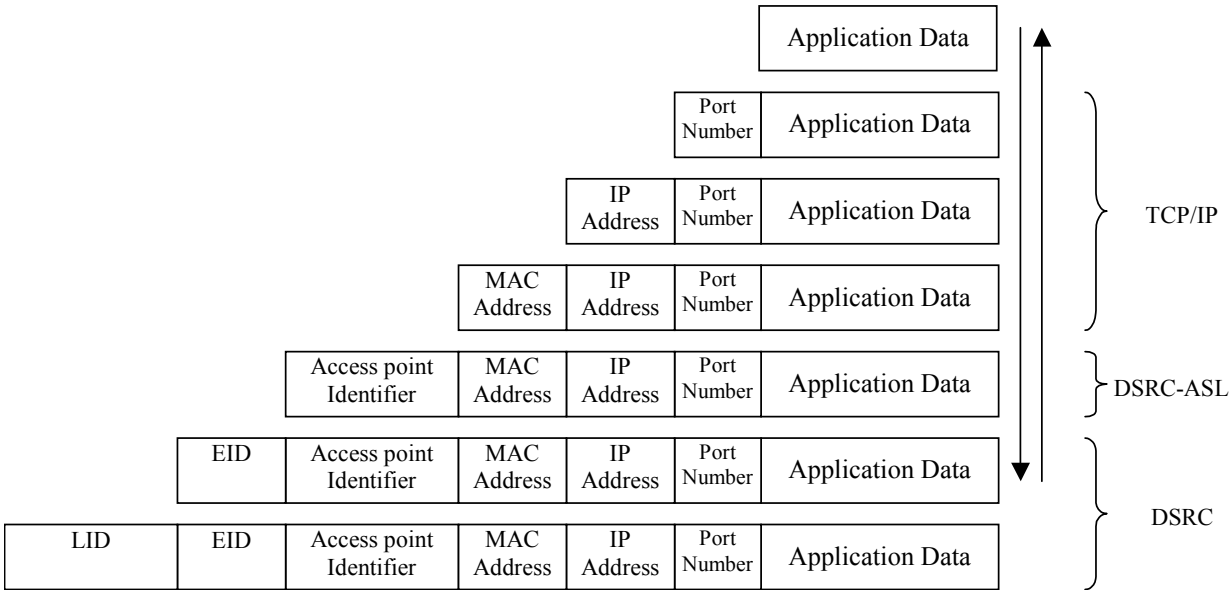 Application Data
Port Number Application Data
IP Address Port Number Application Data
TCP/IP
MAC Address IP Address Port Number Application Data
Access point Identifier MAC Address IP Address Port Number Application Data
DSRC-ASL
EID Access point Identifier MAC Address IP Address Port Number Application Data
DSRC
LID EID Access point Identifier MAC Address IP Address Port Number Application Data